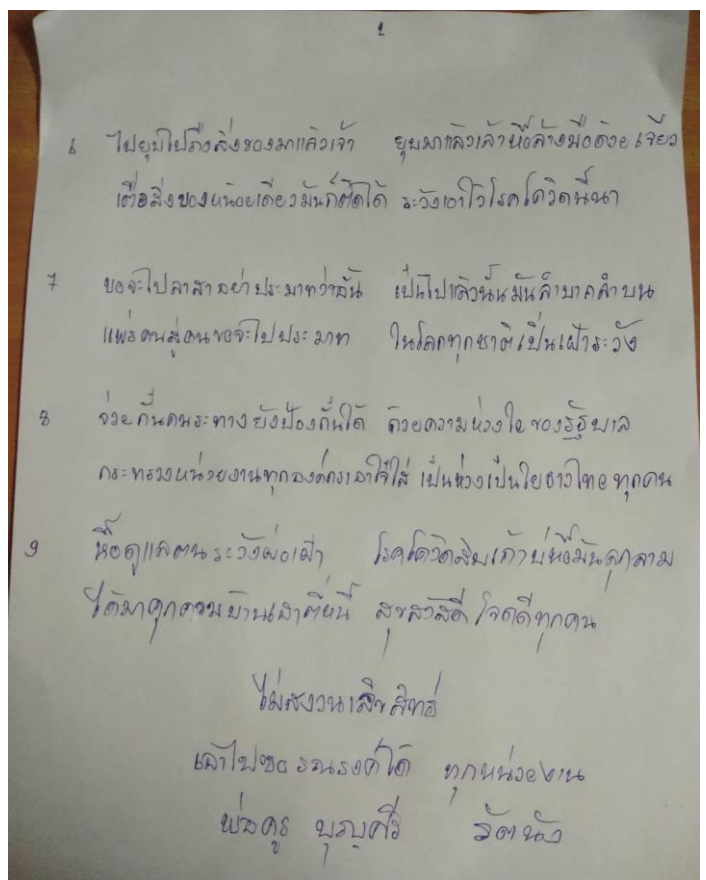 2
6 ไปยุบไปถึงสิ่งของมาแล้วเจ้า ยุบมาแล้วเล้าหื้อล้างมือด้วย เจียว
เตื่อสิ่งของหน้อยเดียวมันก็ติดได้ ระวังเอาไว้โรคโควิดนี้นา
7 ขอจะไปลาสาอย่าประมาทว่าฉัน เป็นไปแล้วนั้นมันลำบากลำบน
แพร่คนสู่คนขอจะไปประมาท ในโลกทุกชาติเปิ่นเฝ้าระวัง
8 จ่วยกั๋นคนระทางยังป้องกั๋นได้ ด้วยความห่วงใยของรัฐบาล
กระทรวงหน่วยงานทุกองค์กรเอาใจ๋ใส่ เป็นห่วงเป็นใยชาวไทยทุกคน
9 หื้อดูแลตนระวังผ่อเฝ้า โรคโควิดสิบเก้าบ่หื้อมันลุกลาม
ได้มาคุกคามบ้านเฮาตี้หนี้ สุขสวัสดี โจคดีทุกคน
ไม่สงวนลิขสิทธิ์
เอาไปซอรณรงค์ได้ ทุกหน่วยงาน
พ่อครู บุญศรี รัตนัง